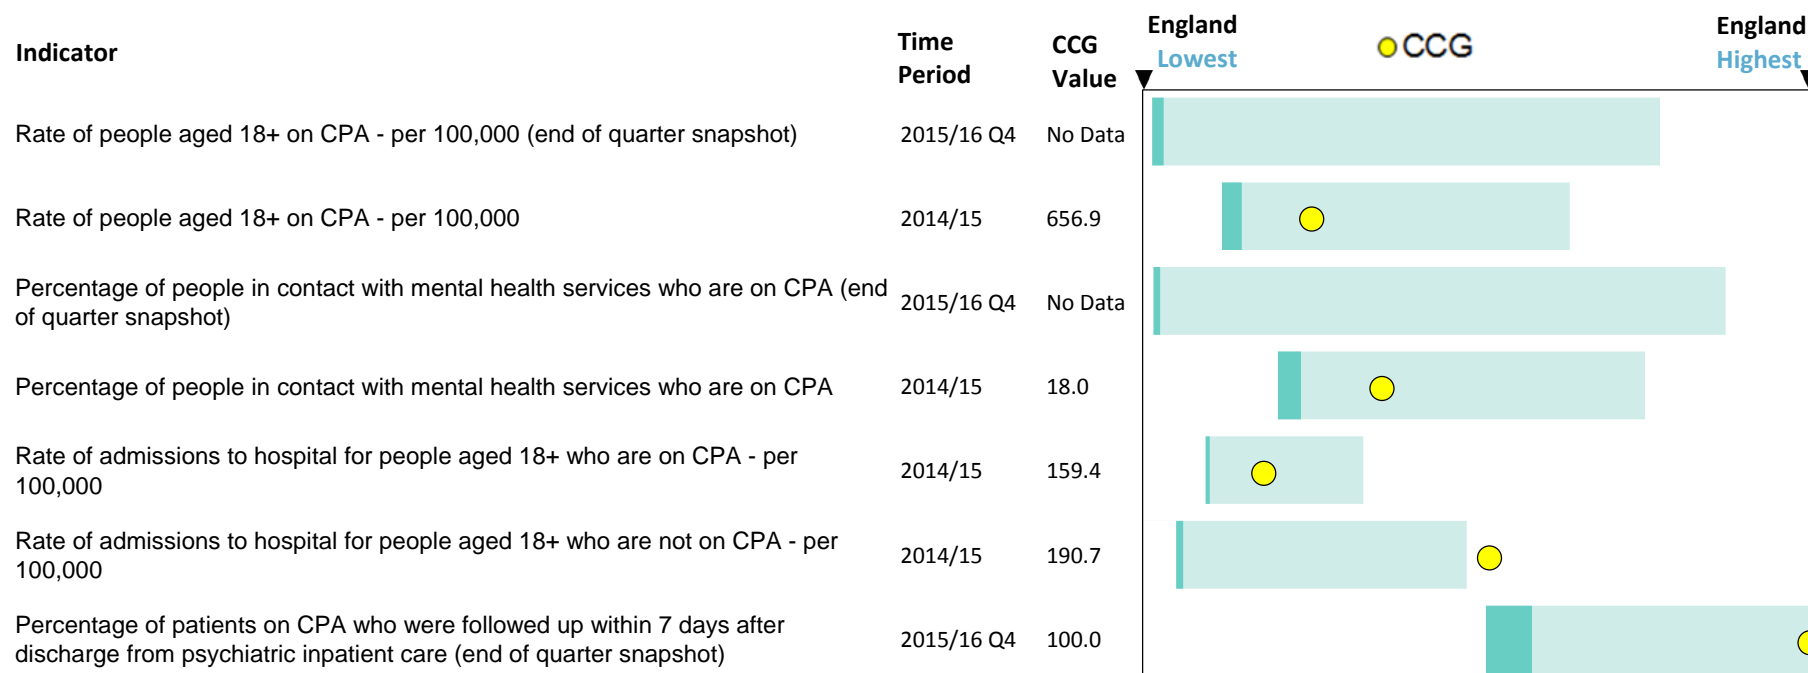 Indicator
Time Period
CCG Value
England Lowest
CCG
England Highest
Rate of people aged 18+ on CPA - per 100,000 (end of quarter snapshot)
2015/16 Q4
No Data
Rate of people aged 18+ on CPA - per 100,000
2014/15
656.9
Percentage of people in contact with mental health services who are on CPA (end
of quarter snapshot)
2015/16 Q4
No Data
Percentage of people in contact with mental health services who are on CPA
2014/15
18.0
Rate of admissions to hospital for people aged 18+ who are on CPA - per
100,000
2014/15
159.4
Rate of admissions to hospital for people aged 18+ who are not on CPA - per
100,000
2014/15
190.7
Percentage of patients on CPA who were followed up within 7 days after
discharge from psychiatric inpatient care (end of quarter snapshot)
2015/16 Q4
100.0